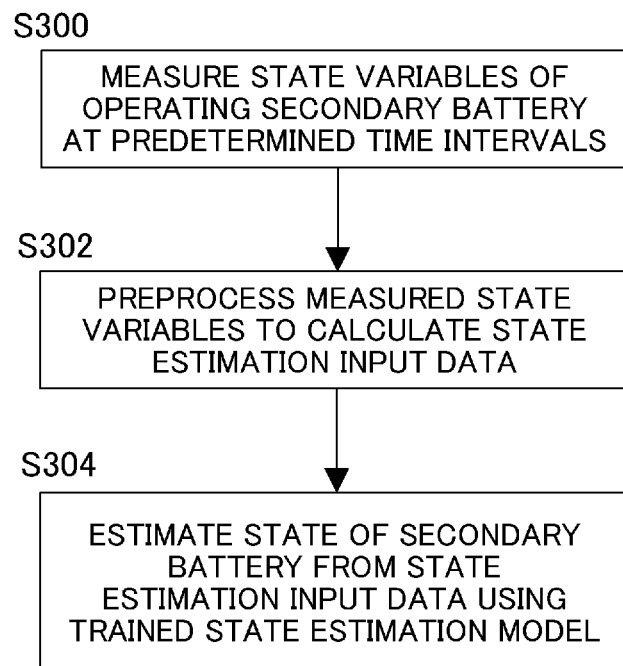 S300
MEASURE STATE VARIABLES OF
OPERATING SECONDARY BATTERY
AT PREDETERMINED TIME INTERVALS
S302
PREPROCESS MEASURED STATE
VARIABLES TO CALCULATE STATE
ESTIMATION INPUT DATA
S304
ESTIMATE STATE OF SECONDARY
BATTERY FROM STATE
ESTIMATION INPUT DATA USING
TRAINED STATE ESTIMATION MODEL